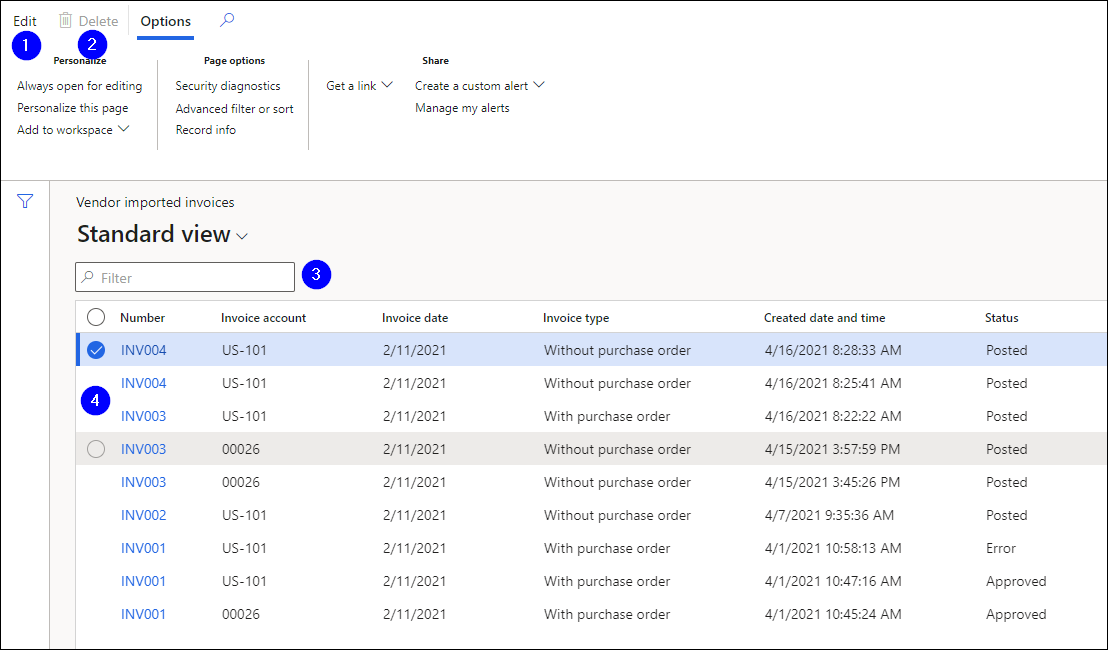 Edit Delete Options
1 2
Personalize Page options Share
Always open for editing Security diagnostics Get a link Create a custom alert
Personalize this page Advanced filter or sort Manage my alerts
Add to workspace Record info
Vendor imported invoices
Standard view
Filter 3
Number Invoice account Invoice date Invoice type Created date and time Status
INV004 US-101 2/11/2021 Without purchase order 4/16/2021 8:28:33 AM Posted
INV004 US-101 2/11/2021 Without purchase order 4/16/2021 8:25:41 AM Posted
4
INV003 US-101 2/11/2021 With purchase order 4/16/2021 8:22:22 AM Posted
INV003 00026 2/11/2021 Without purchase order 4/15/2021 3:57:59 PM Posted
INV003 00026 2/11/2021 Without purchase order 4/15/2021 3:45:26 PM Posted
INV002 US-101 2/11/2021 Without purchase order 4/7/2021 9:35:36 AM Posted
INV001 US-101 2/11/2021 With purchase order 4/1/2021 10:58:13 AM Error
INV001 US-101 2/11/2021 With purchase order 4/1/2021 10:47:16 AM Approved
INV001 00026 2/11/2021 With purchase order 4/1/2021 10:45:24 AM Approved